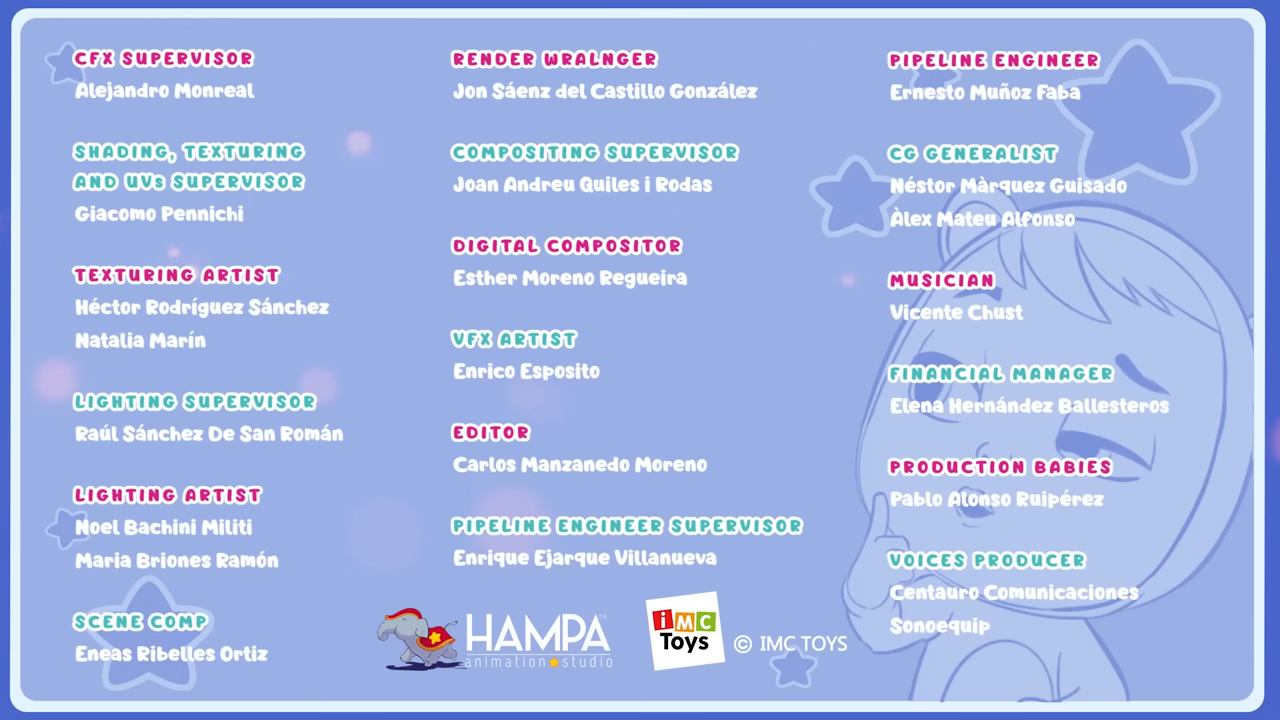 CFX SUPERVISOR
Alejandro Monreal
SHADING, TEXTURING
AND UVs SUPERVISOR
Giacomo Pennichi
TEXTURING ARTIST
Héctor Rodríguez Sánchez
Natalia Marín
LIGHTING SUPERVISOR
Raúl Sánchez De San Román
LIGHTING ARTIST
Noel Bachini Militi
Maria Briones Ramón
SCENE COMP
Eneas Ribelles Ortiz
RENDER WRALNGER
Jon Sáenz del Castillo González
COMPOSITING SUPERVISOR
Joan Andreu Quiles i Rodas
DIGITAL COMPOSITOR
Esther Moreno Regueira
VFX ARTIST
Enrico Esposito
EDITOR
Carlos Manzanedo Moreno
PIPELINE ENGINEER SUPERVISOR
Enrique Ejarque Villanueva
PIPELINE ENGINEER
Ernesto Muñoz Faba
CG GENERALIST
Néstor Màrquez Guisado
Àlex Mateu Alfonso
MUSICIAN
Vicente Chust
FINANCIAL MANAGER
Elena Hernández Ballesteros
PRODUCTION BABIES
Pablo Alonso Ruipérez
VOICES PRODUCER
Centauro Comunicaciones
Sonoequip
HAMPA™
animation studio
iMC
Toys
© IMC TOYS